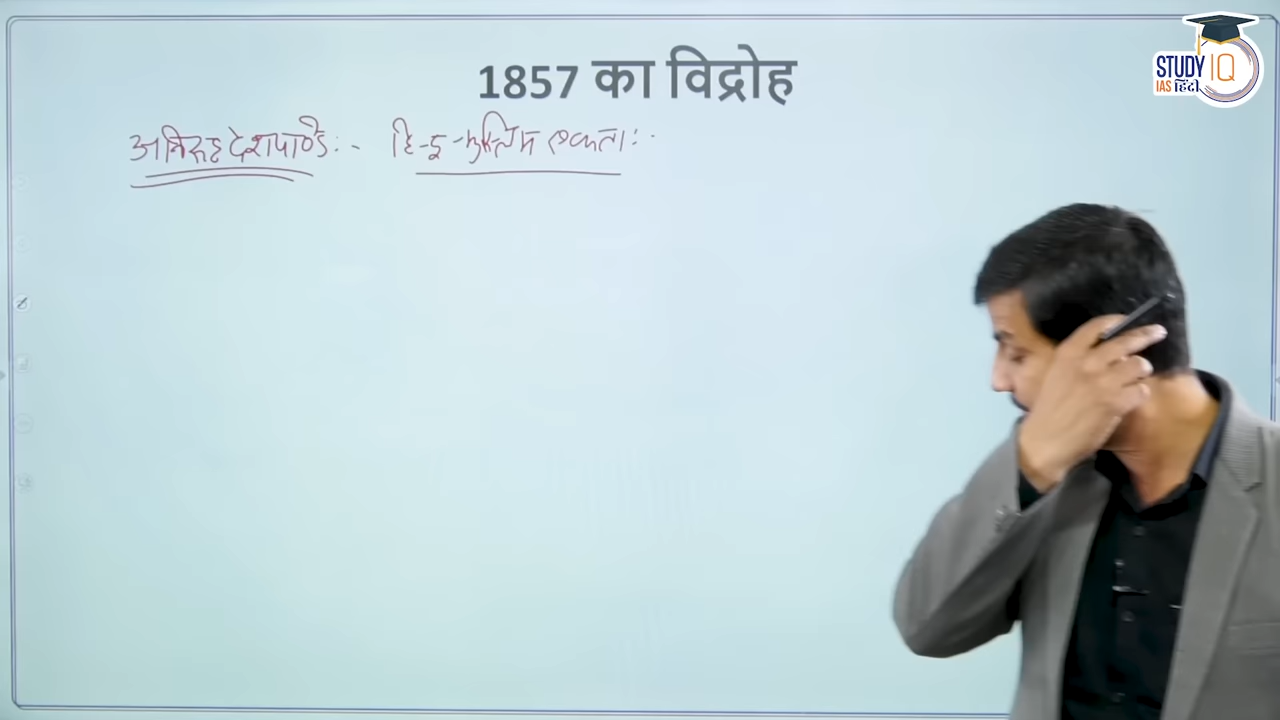 STUDY IQ
IAS हिंदी
1857 का विद्रोह
अनिरुद्ध देशपाण्डे :- हिन्दू-मुस्लिम एकता :-